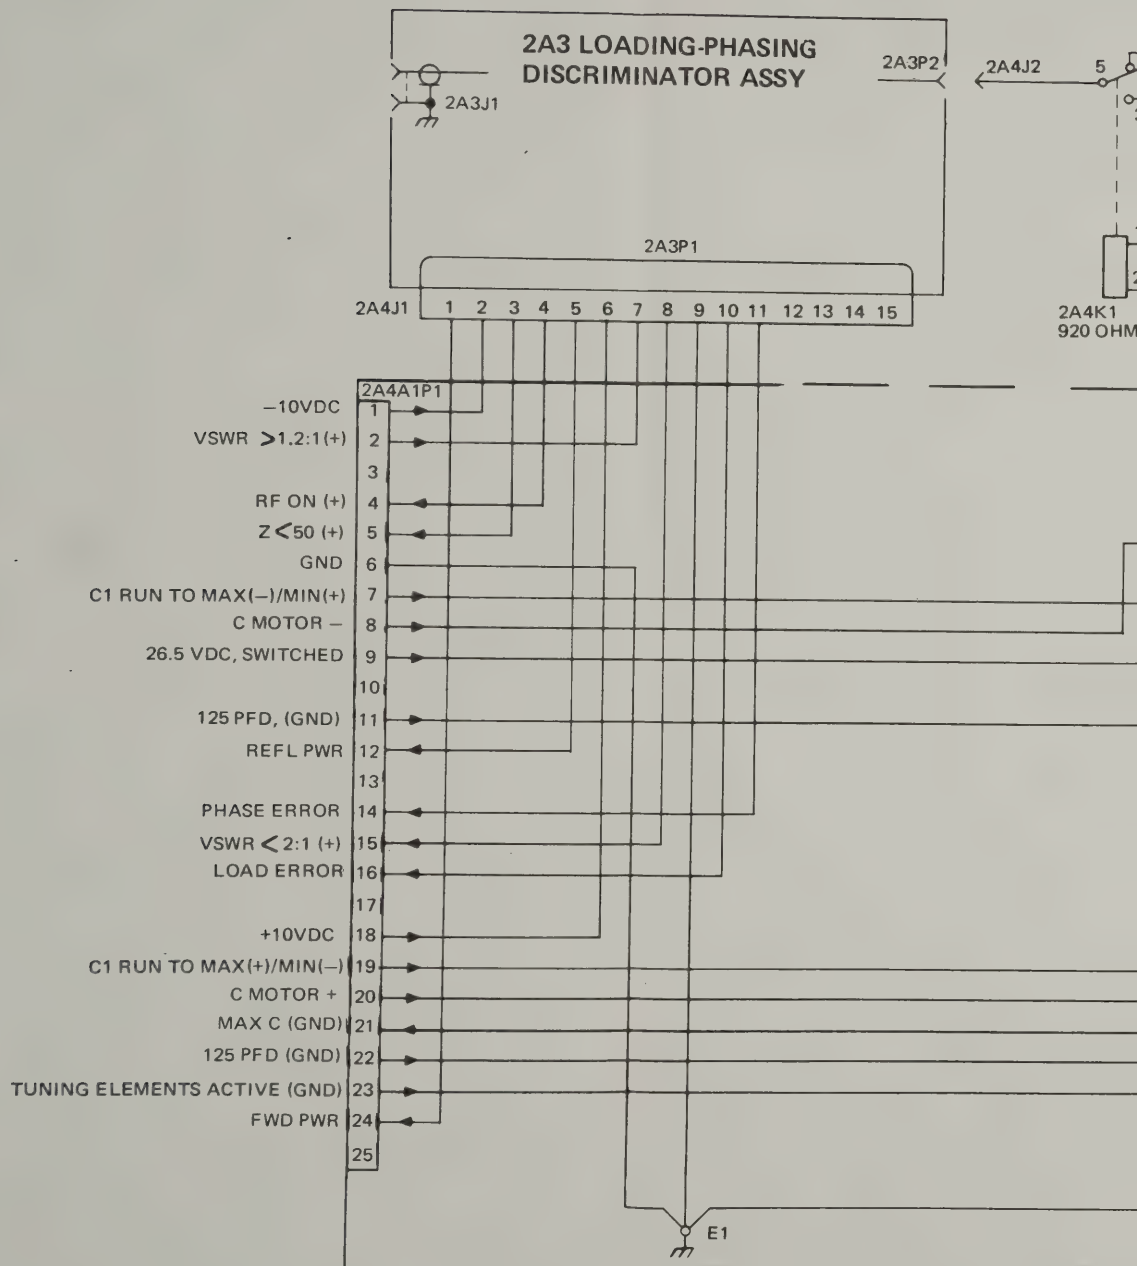 2A3 LOADING-PHASING
DISCRIMINATOR ASSY
2A3P2
2A4J2
5
2A3J1
2A3P1
2A4J1
1 2 3 4 5 6 7 8 9 10 11 12 13 14 15
2A4K1
920 OHM
2A4A1P1
-10VDC 1
VSWR >1.2:1(+) 2
3
RF ON (+) 4
Z<50 (+) 5
GND 6
C1 RUN TO MAX(-)/MIN(+) 7
C MOTOR - 8
26.5 VDC, SWITCHED 9
10
125 PFD, (GND) 11
REFL PWR 12
13
PHASE ERROR 14
VSWR < 2:1 (+) 15
LOAD ERROR 16
17
+10VDC 18
C1 RUN TO MAX(+)/MIN(-) 19
C MOTOR + 20
MAX C (GND) 21
125 PFD (GND) 22
TUNING ELEMENTS ACTIVE (GND) 23
FWD PWR 24
25
E1